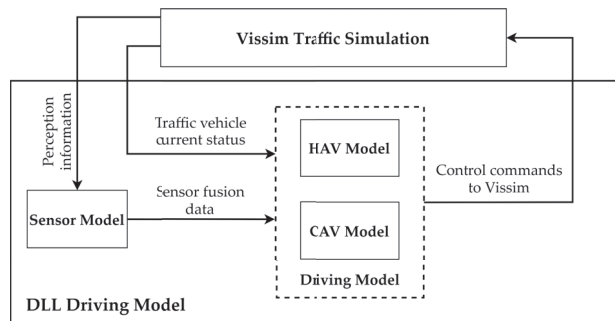 Vissim Traffic Simulation
Perception
information
Traffic vehicle
current status
HAV Model
Control commands
to Vissim
Sensor Model
Sensor fusion
data
CAV Model
Driving Model
DLL Driving Model